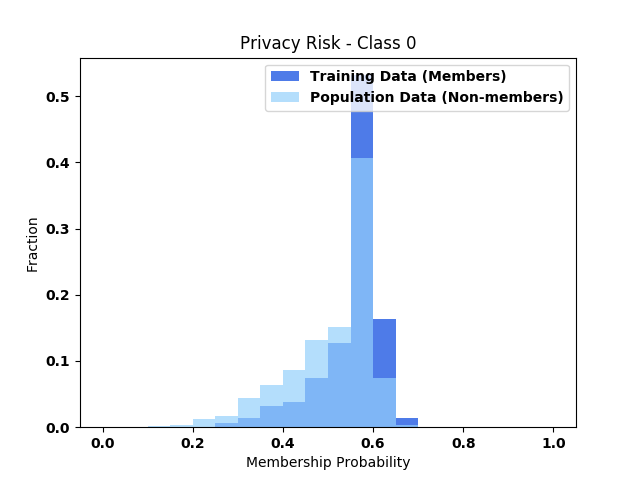 Privacy Risk - Class 0
Training Data (Members)
Population Data (Non-members)
0.5
0.4
0.3
0.2
0.1
0.0
Fraction
0.0 0.2 0.4 0.6 0.8 1.0
Membership Probability